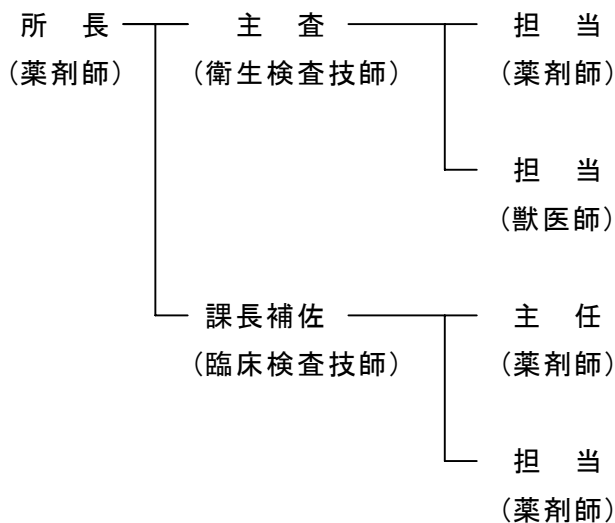 所 長
(薬剤師)
主 査
(衛生検査技師)
担 当
(薬剤師)
担 当
(獣医師)
課長補佐
(臨床検査技師)
主 任
(薬剤師)
担 当
(薬剤師)